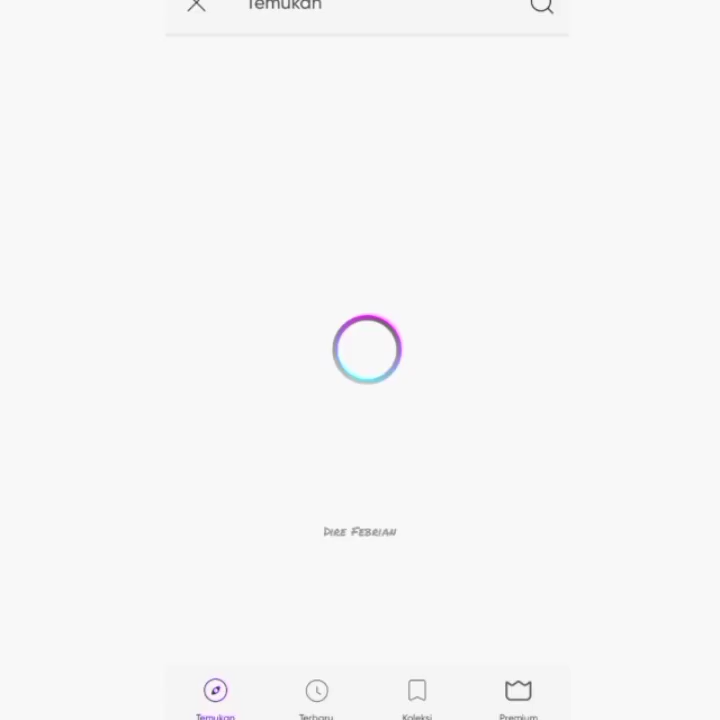 Temukan
Dire Febrian
Temukan
Terbaru
Koleksi
Premium